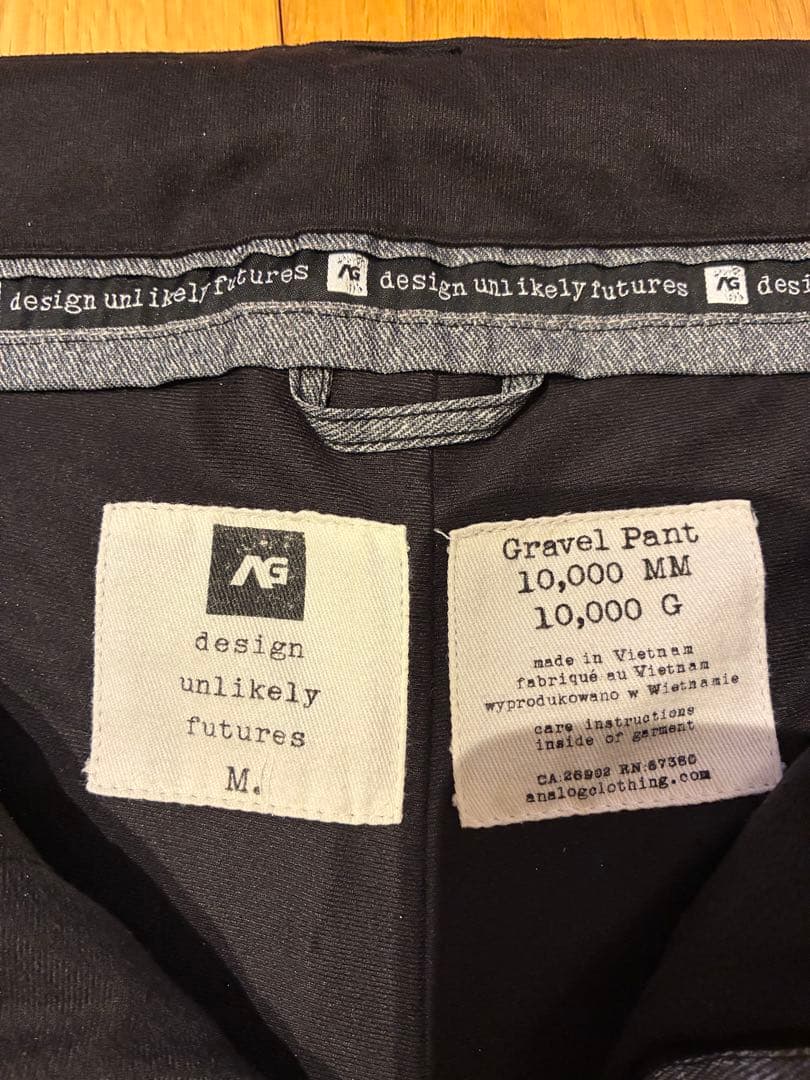 design unlikely futures AG design unlikely futures AG desi
AG
design
unlikely
futures
M.
Gravel Pant
10,000 MM
10,000 G
made in Vietnam
fabriqué au Vietnam
wyprodukowano w Wietnamie
care instructions
inside of garment
CA:26902 RN:67380
analogclothing.com